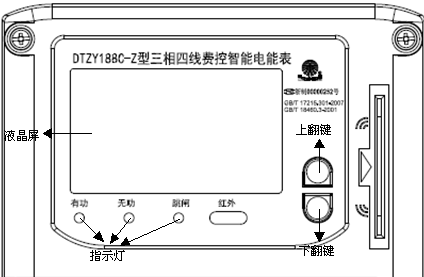 DTZY188C-Z型三相四线费控智能电能表
GB/T 17215.301-2007
GB/T 18460.3-2001
液晶屏
上翻键
有功
无功
跳闸
红外
指示灯
下翻键